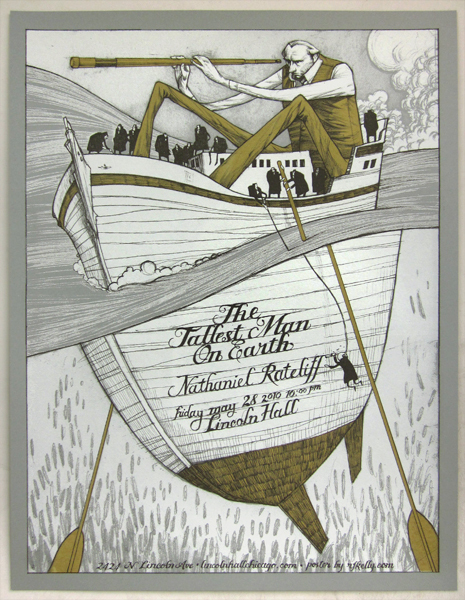 The
Tallest Man
On Earth
Nathaniel Rateliff
friday may 28 2010 10:00 pm
Lincoln Hall
2424 N Lincoln Ave • lincolnhallchicago.com • poster by rjkelly.com